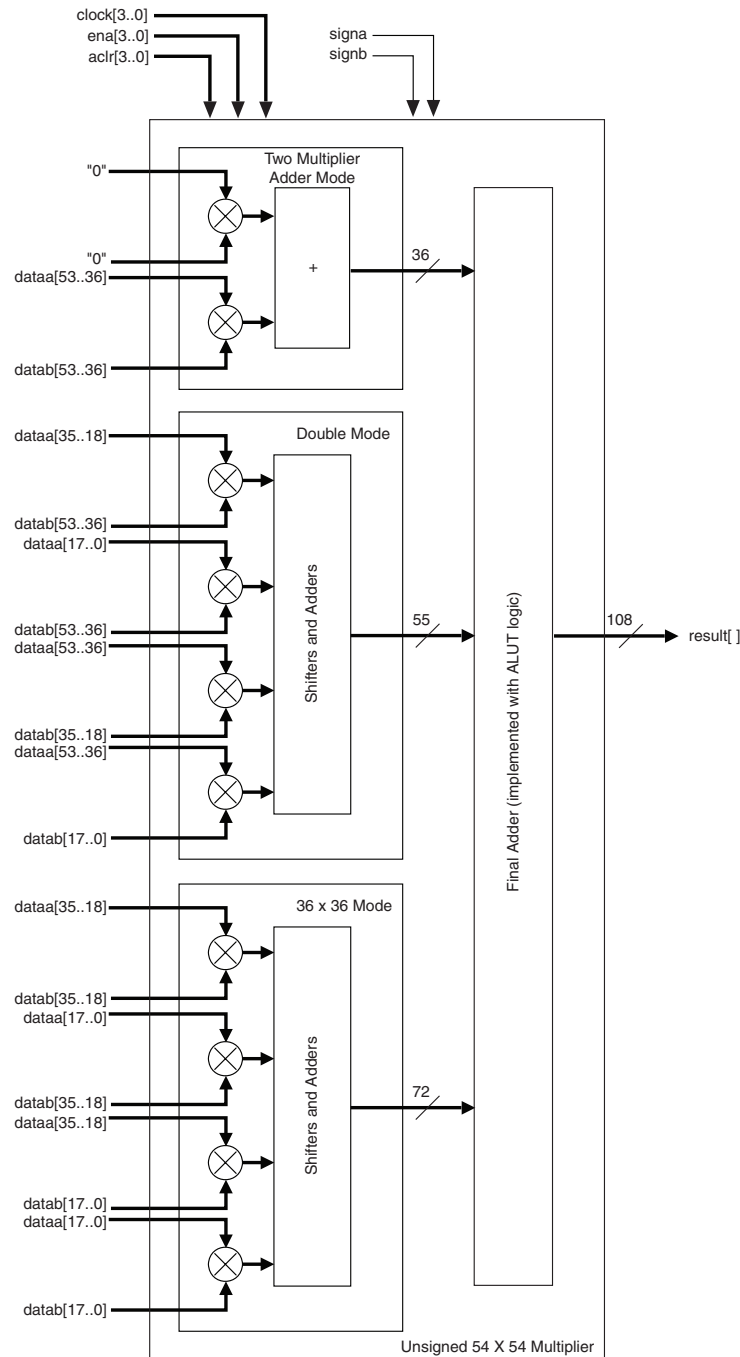 clock[3..0]
ena[3..0]
aclr[3..0]
signa
signb
Two Multiplier
Adder Mode
"0"
"0"
dataa[53..36]
datab[53..36]
+
36
Double Mode
dataa[35..18]
datab[53..36]
dataa[17..0]
datab[53..36]
dataa[53..36]
datab[35..18]
dataa[53..36]
datab[17..0]
Shifters and Adders
55
36 x 36 Mode
dataa[35..18]
datab[35..18]
dataa[17..0]
datab[35..18]
dataa[35..18]
datab[17..0]
dataa[17..0]
datab[17..0]
Shifters and Adders
72
Final Adder (implemented with ALUT logic)
108
result[ ]
Unsigned 54 X 54 Multiplier